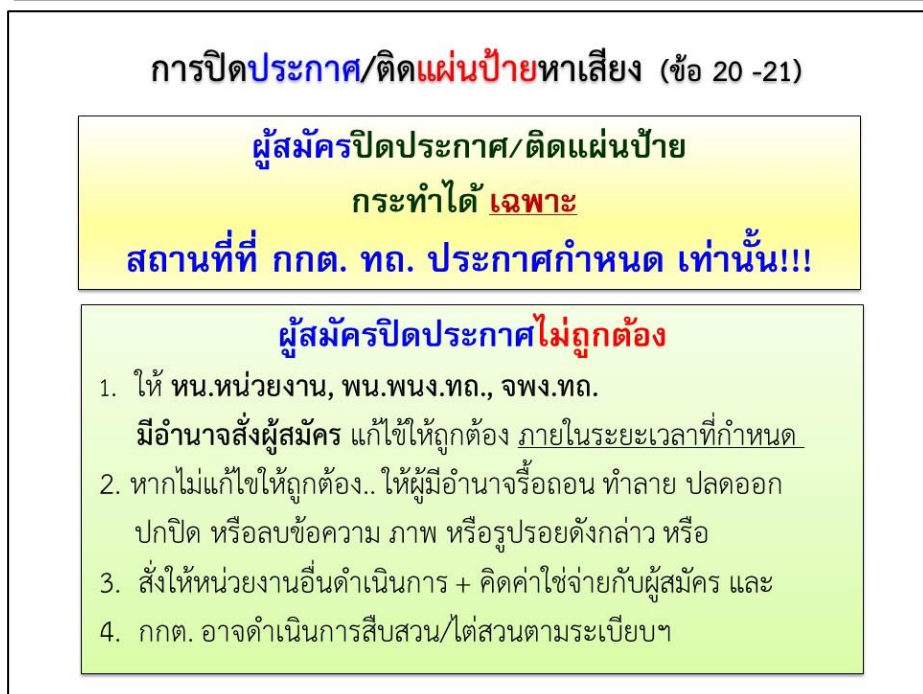 การปิดประกาศ/ติดแผ่นป้ายหาเสียง (ข้อ 20 -21)
ผู้สมัครปิดประกาศ/ติดแผ่นป้าย
กระทำได้ เฉพาะ
สถานที่ที่ กกต. ทถ. ประกาศกำหนด เท่านั้น!!!
ผู้สมัครปิดประกาศไม่ถูกต้อง
1. ให้ หน.หน่วยงาน, พน.พนง.ทถ., จพง.ทถ.
มีอำนาจสั่งผู้สมัคร แก้ไข้ให้ถูกต้อง ภายในระยะเวลาที่กำหนด
2. หากไม่แก้ไขให้ถูกต้อง.. ให้ผู้มีอำนาจรื้อถอน ทำลาย ปลดออก
ปกปิด หรือลบข้อความ ภาพ หรือรูปรอยดังกล่าว หรือ
3. สั่งให้หน่วยงานอื่นดำเนินการ + คิดค่าใช่จ่ายกับผู้สมัคร และ
4. กกต. อาจดำเนินการสืบสวน/ไต่สวนตามระเบียบฯ